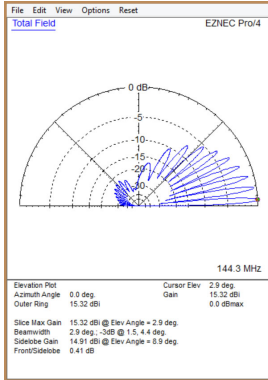 File Edit View Options Reset
Total Field EZNEC Pro/4
0 dB
-5
-10
-15
-20
-30
144.3 MHz
Elevation Plot Cursor Elev 2.9 deg.
Azimuth Angle 0.0 deg. Gain 15.32 dBi
Outer Ring 15.32 dBi 0.0 dBmax
Slice Max Gain 15.32 dBi @ Elev Angle = 2.9 deg.
Beamwidth 2.9 deg.; -3dB @ 1.5, 4.4 deg.
Sidelobe Gain 14.91 dBi @ Elev Angle = 8.9 deg.
Front/Sidelobe 0.41 dB